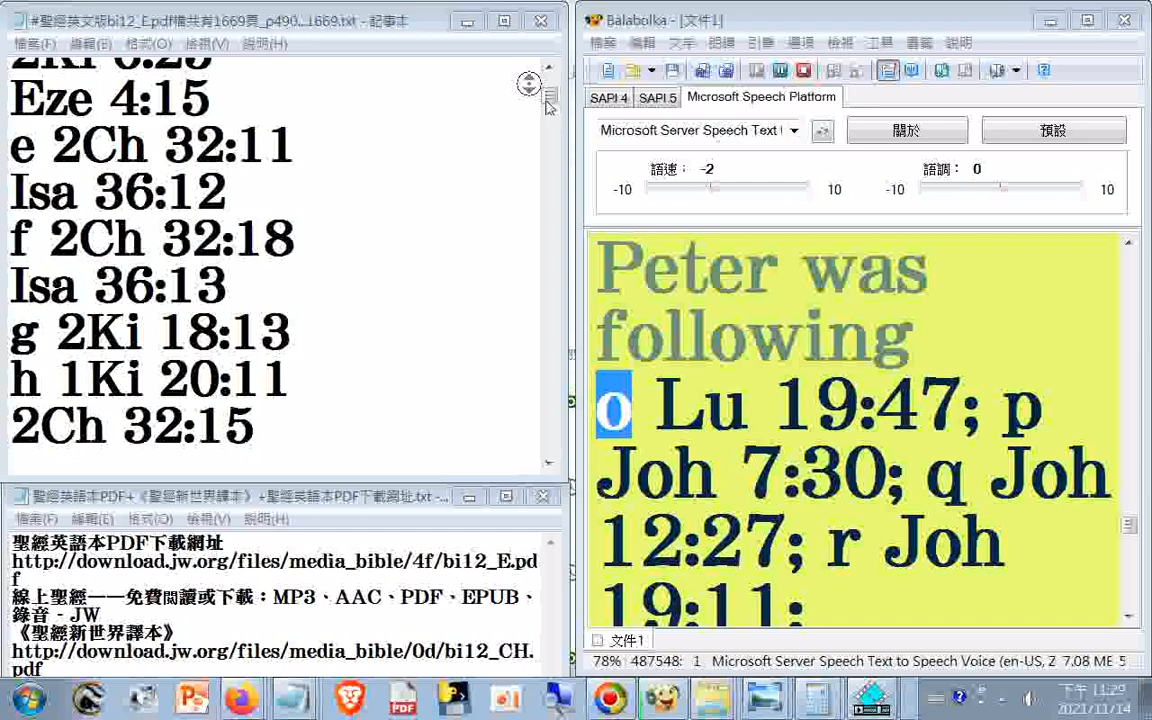 #聖經英文版bi12_E.pdf檔共有1669頁_p490...1669.txt - 記事本
檔案(F) 編輯(E) 格式(O) 檢視(V) 說明(H)
2Ki 6:25
Eze 4:15
e 2Ch 32:11
Isa 36:12
f 2Ch 32:18
Isa 36:13
g 2Ki 18:13
h 1Ki 20:11
2Ch 32:15
聖經英語本PDF+《聖經新世界譯本》+聖經英語本PDF下載網址.txt -...
檔案(F) 編輯(E) 格式(O) 檢視(V) 說明(H)
聖經英語本PDF下載網址
http://download.jw.org/files/media_bible/4f/bi12_E.pd
f
線上聖經──免費閱讀或下載：MP3、AAC、PDF、EPUB、
錄音 - JW
《聖經新世界譯本》
http://download.jw.org/files/media_bible/0d/bi12_CH.
pdf
Balabolka - [文件1]
檔案 編輯 文字 朗讀 引擎 選項 檢視 工具 書籤 說明
SAPI 4 SAPI 5 Microsoft Speech Platform
Microsoft Server Speech Text 關於 預設
語速： -2 語調： 0
-10 10 -10 10
Peter was
following
o Lu 19:47; p
Joh 7:30; q Joh
12:27; r Joh
19:11;
文件1
78% 487548: 1 Microsoft Server Speech Text to Speech Voice (en-US, Z 7.08 ME 5
PDF
下午 11:29
2021/11/14